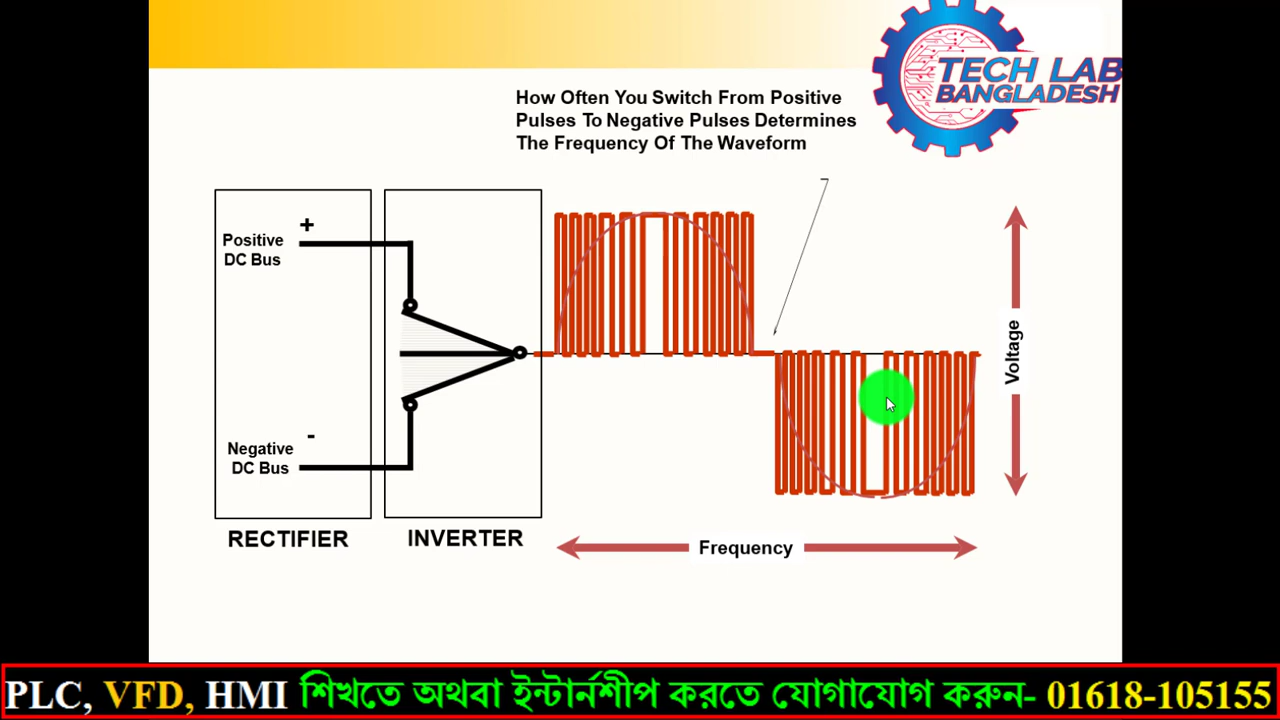 TECH LAB
BANGLADESH
How Often You Switch From Positive
Pulses To Negative Pulses Determines
The Frequency Of The Waveform
+
Positive
DC Bus
-
Negative
DC Bus
RECTIFIER
INVERTER
Voltage
Frequency
PLC, VFD, HMI শিখতে অথবা ইন্টার্নশীপ করতে যোগাযোগ করুন- 01618-105155